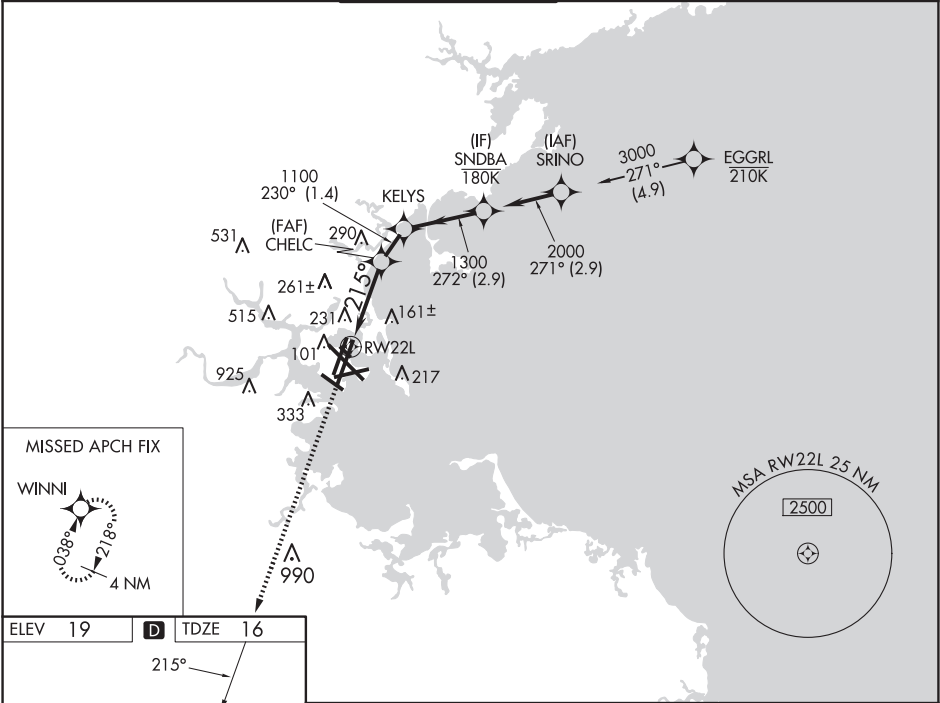 (IF)
SNDBA
180K
(IAF)
SRINO
3000
271°
(4.9)
EGGRL
210K
1100
230° (1.4)
KELYS
(FAF)
CHELC
1300
272° (2.9)
2000
271° (2.9)
531
290
261±
215°
515
231
161±
101
RW22L
925
217
333
990
MISSED APCH FIX
WINNI
038°
218°
4 NM
MSA RW22L 25 NM
2500
ELEV 19
D
TDZE 16
215°